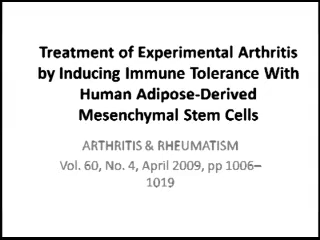 Treatment of Experimental Arthritis
by Inducing Immune Tolerance With
Human Adipose-Derived
Mesenchymal Stem Cells
ARTHRITIS & RHEUMATISM
Vol. 60, No. 4, April 2009, pp 1006–
1019